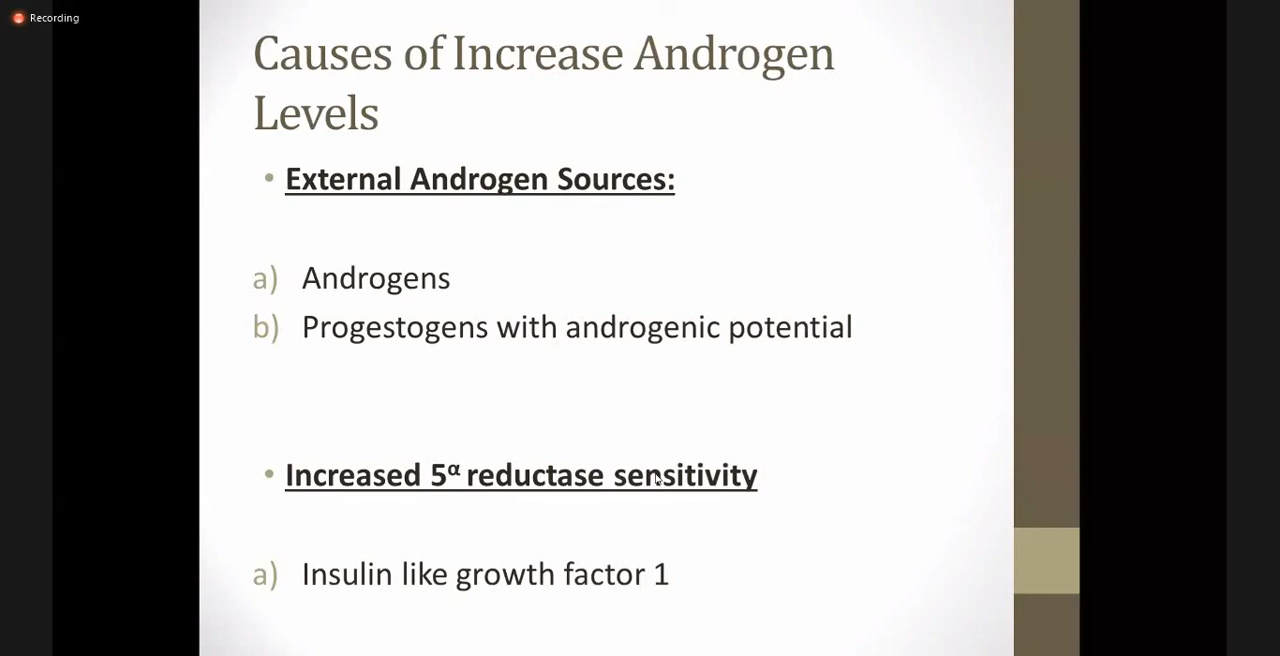 Recording
Causes of Increase Androgen
Levels
• External Androgen Sources:
a) Androgens
b) Progestogens with androgenic potential
• Increased 5α reductase sensitivity
a) Insulin like growth factor 1